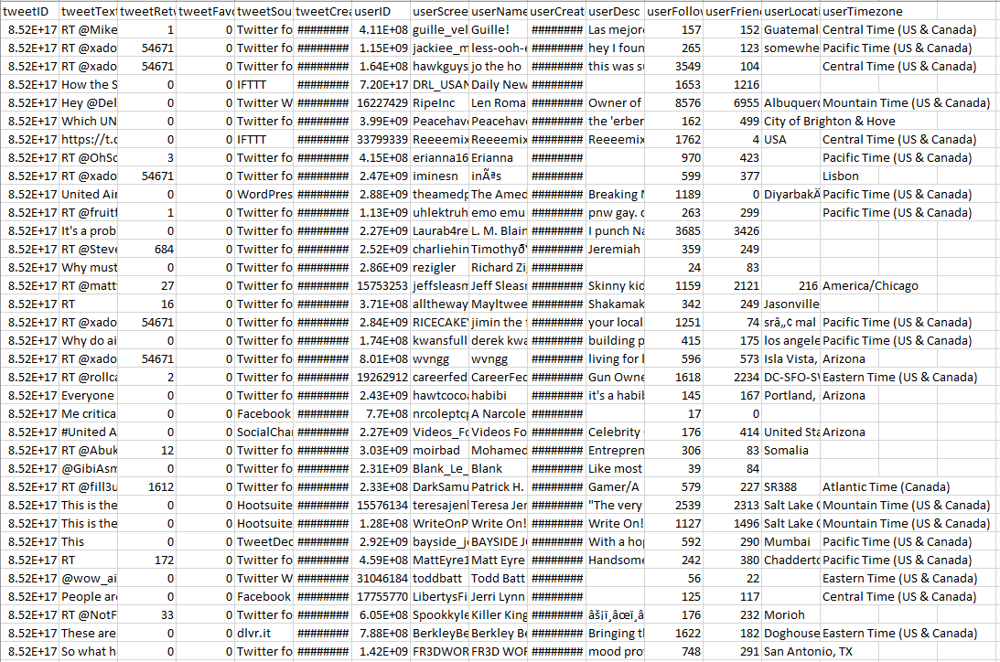 tweetID tweetText tweetRetv tweetFavo tweetSou tweetCrea userID userScree userName userCreat userDesc userFollov userFrienc userLocati userTimezone
8.52E+17 RT @Mike 1 0 Twitter fo ######## 4.11E+08 guille_vel Guille! ######## Las mejore 157 152 Guatemal Central Time (US & Canada)
8.52E+17 RT @xado 54671 0 Twitter fo ######## 1.15E+09 jackiee_m less-ooh-e ######## hey I foun 265 123 somewhe Pacific Time (US & Canada)
8.52E+17 RT @xado 54671 0 Twitter fo ######## 1.64E+08 hawkguys jo the ho ######## this was su 3549 104 Central Time (US & Canada)
8.52E+17 How the S 0 0 IFTTT ######## 7.20E+17 DRL_USAN Daily New ######## 1653 1216
8.52E+17 Hey @Del 0 0 Twitter W ######## 16227429 RipeInc Len Roma ######## Owner of 8576 6955 Albuquerc Mountain Time (US & Canada)
8.52E+17 Which UN 0 0 Twitter fo ######## 3.99E+09 Peacehave Peacehave ######## the 'erber 162 499 City of Brighton & Hove
8.52E+17 https://t.c 0 0 IFTTT ######## 33799339 Reeeemix Reeeemix ######## Reeeemix 1762 4 USA Central Time (US & Canada)
8.52E+17 RT @OhSc 3 0 Twitter fo ######## 4.15E+08 erianna16 Erianna ######## 970 423 Pacific Time (US & Canada)
8.52E+17 RT @xado 54671 0 Twitter fo ######## 2.47E+09 iminesn inÃªs ######## 599 377 Lisbon
8.52E+17 United Air 0 0 WordPres ######## 2.88E+09 theamedp The Amed ######## Breaking N 1189 0 DiyarbakÄ Pacific Time (US & Canada)
8.52E+17 RT @fruitf 1 0 Twitter fo ######## 1.13E+09 uhlektruh emo emu ######## pnw gay. c 263 299 Pacific Time (US & Canada)
8.52E+17 It's a prob 0 0 Twitter fo ######## 2.27E+09 Laurab4re L. M. Blain ######## I punch Na 3685 3426
8.52E+17 RT @Steve 684 0 Twitter fo ######## 2.52E+09 charliehin Timothyð ######## Jeremiah 359 249
8.52E+17 Why must 0 0 Twitter fo ######## 2.86E+09 rezigler Richard Zi ######## 24 83
8.52E+17 RT @matt 27 0 Twitter fo ######## 15753253 jeffsleasm Jeff Sleasr ######## Skinny kid 1159 2121 216 America/Chicago
8.52E+17 RT 16 0 Twitter fo ######## 3.71E+08 alltheway Mayltwee ######## Shakamak 342 249 Jasonville
8.52E+17 RT @xado 54671 0 Twitter fo ######## 2.84E+09 RICECAKEY jimin the ######## your local 1251 74 srâ„¢ mal Pacific Time (US & Canada)
8.52E+17 Why do ai 0 0 Twitter fo ######## 1.74E+08 kwansfull derek kwa ######## building p 415 175 los angele Pacific Time (US & Canada)
8.52E+17 RT @xado 54671 0 Twitter fo ######## 8.01E+08 wvngg wvngg ######## living for l 596 573 Isla Vista, Arizona
8.52E+17 RT @rollca 2 0 Twitter fo ######## 19262912 careerfed CareerFec ######## Gun Owne 1618 2234 DC-SFO-SV Eastern Time (US & Canada)
8.52E+17 Everyone 0 0 Twitter fo ######## 2.43E+09 hawtcocoa habibi ######## it's a habib 145 167 Portland, Arizona
8.52E+17 Me critica 0 0 Facebook ######## 7.7E+08 nrcoleptcp A Narcole ######## 17 0
8.52E+17 #United A 0 0 SocialChar ######## 2.27E+09 Videos_Fo Videos Fo ######## Celebrity 176 414 United Sta Arizona
8.52E+17 RT @Abuk 12 0 Twitter fo ######## 3.03E+09 moirbad Mohamed ######## Entrepren 306 83 Somalia
8.52E+17 @GibiAsm 0 0 Twitter fo ######## 2.31E+09 Blank_Le_ Blank ######## Like most 39 84
8.52E+17 RT @fill3u 1612 0 Twitter fo ######## 2.33E+08 DarkSamu Patrick H. ######## Gamer/A 579 227 SR388 Atlantic Time (Canada)
8.52E+17 This is the 0 0 Hootsuite ######## 15576134 teresajenl Teresa Jer ######## "The very 2539 2313 Salt Lake C Mountain Time (US & Canada)
8.52E+17 This is the 0 0 Hootsuite ######## 1.28E+08 WriteOnP Write On! ######## Write On! 1127 1496 Salt Lake C Mountain Time (US & Canada)
8.52E+17 This 0 0 TweetDec ######## 2.92E+09 bayside_jc BAYSIDE JC ######## With a hop 592 290 Mumbai Pacific Time (US & Canada)
8.52E+17 RT 172 0 Twitter fo ######## 4.59E+08 MattEyre1 Matt Eyre ######## Handsome 242 380 Chadderto Pacific Time (US & Canada)
8.52E+17 @wow_ai 0 0 Twitter W ######## 31046184 toddbatt Todd Batt ######## 56 22 Eastern Time (US & Canada)
8.52E+17 People are 0 0 Facebook ######## 17755770 LibertysFi Jerri Lynn ######## 125 117 Central Time (US & Canada)
8.52E+17 RT @NotF 33 0 Twitter fo ######## 6.05E+08 Spookkyle Killer King ######## âš¡ï¸âœï¸â 176 232 Morioh
8.52E+17 These are 0 0 dlvr.it ######## 7.88E+08 BerkleyBe Berkley Be ######## Bringing th 1622 182 Doghouse Eastern Time (US & Canada)
8.52E+17 So what h 0 0 Twitter fo ######## 1.42E+09 FR3DWOR FR3D WOF ######## mood pro 748 291 San Antonio, TX